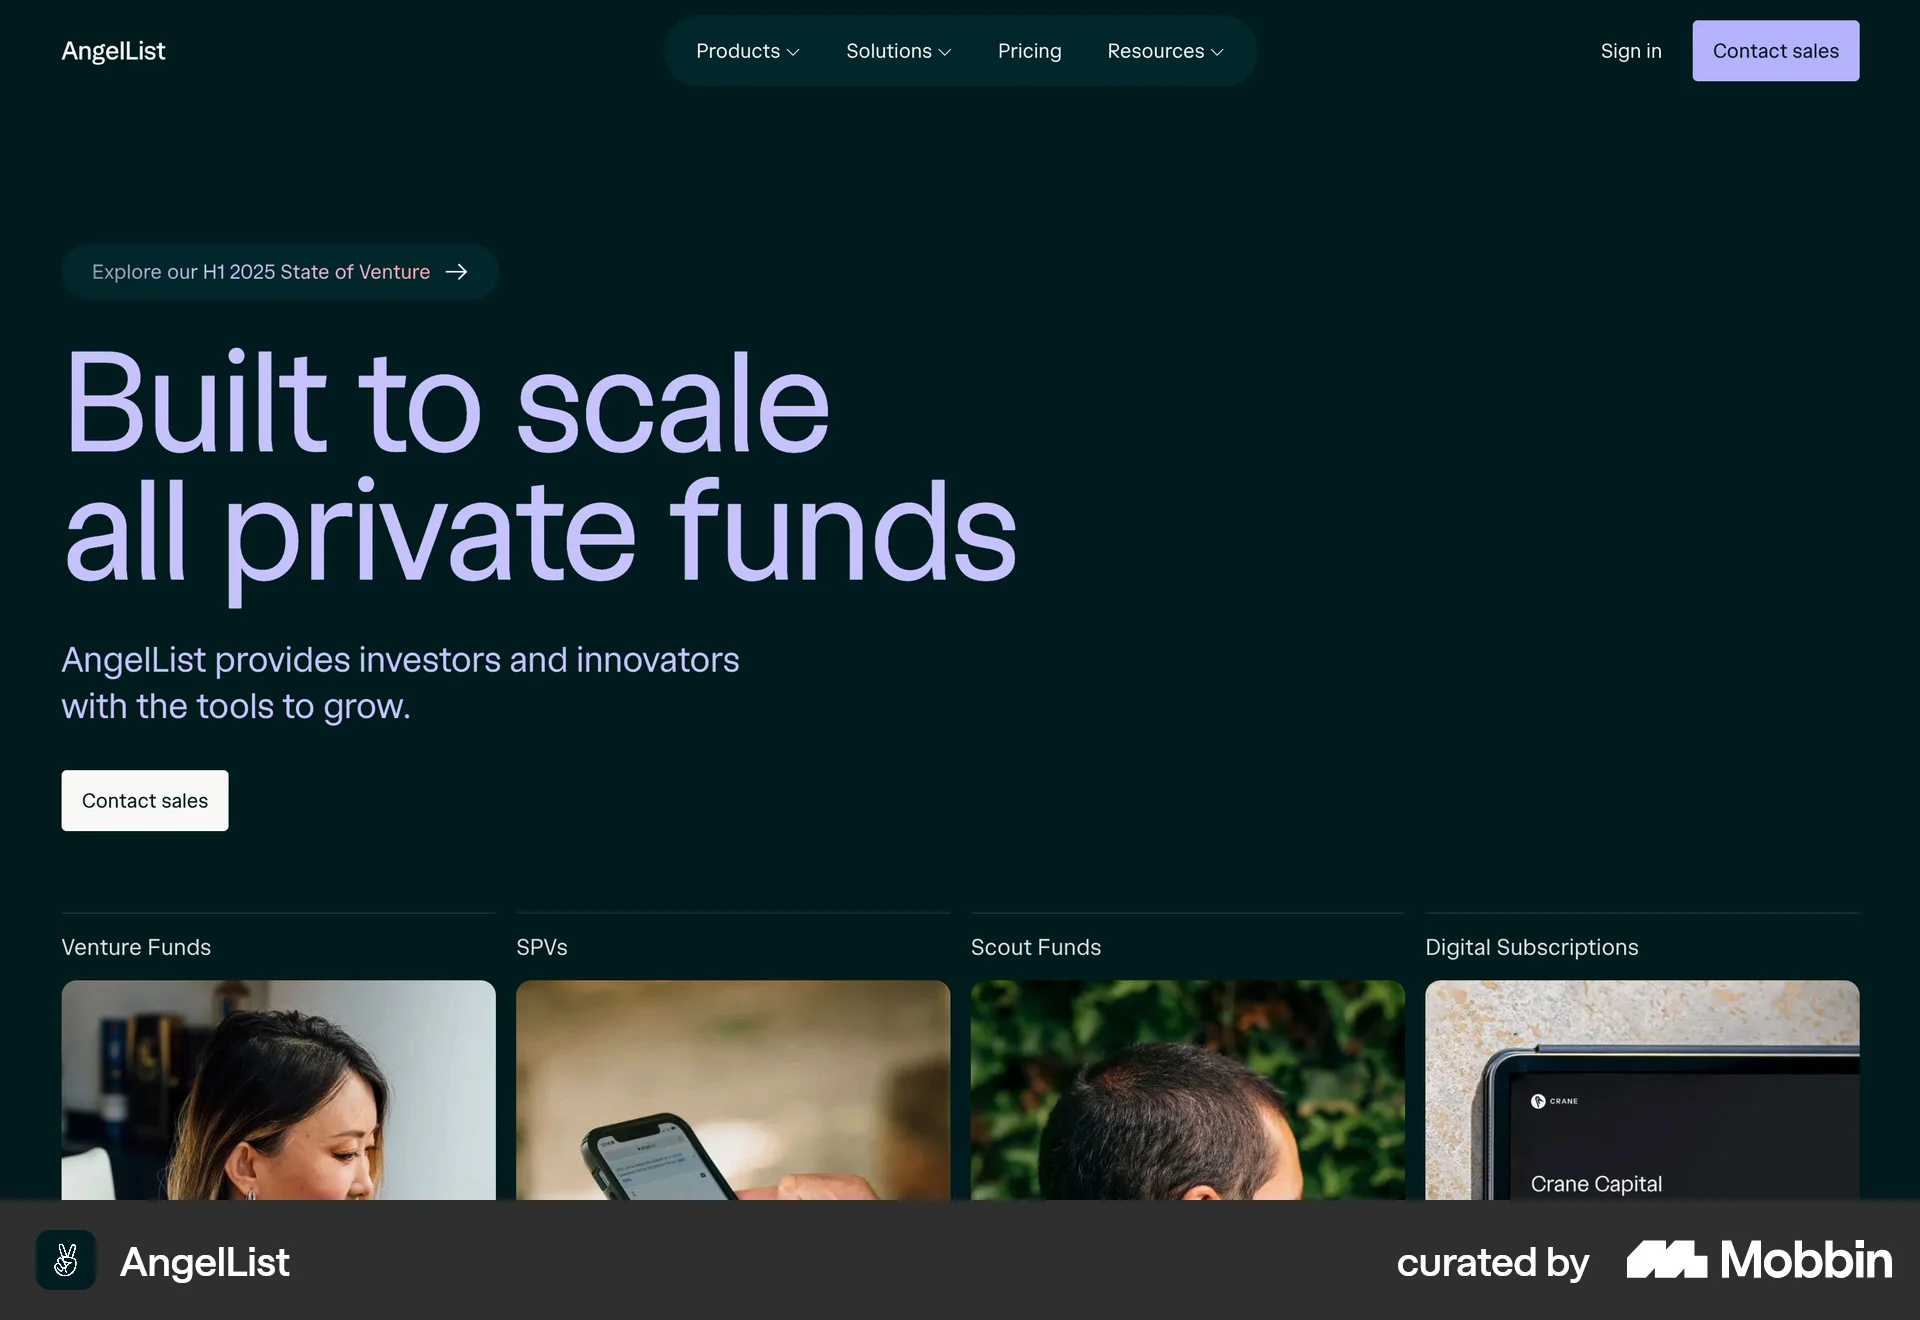 AngelList
Products
Solutions
Pricing
Resources
Sign in
Contact sales
Explore our H1 2025 State of Venture
Built to scale
all private funds
AngelList provides investors and innovators
with the tools to grow.
Contact sales
Venture Funds
SPVs
Scout Funds
Digital Subscriptions
CRANE
Crane Capital
AngelList
curated by
Mobbin